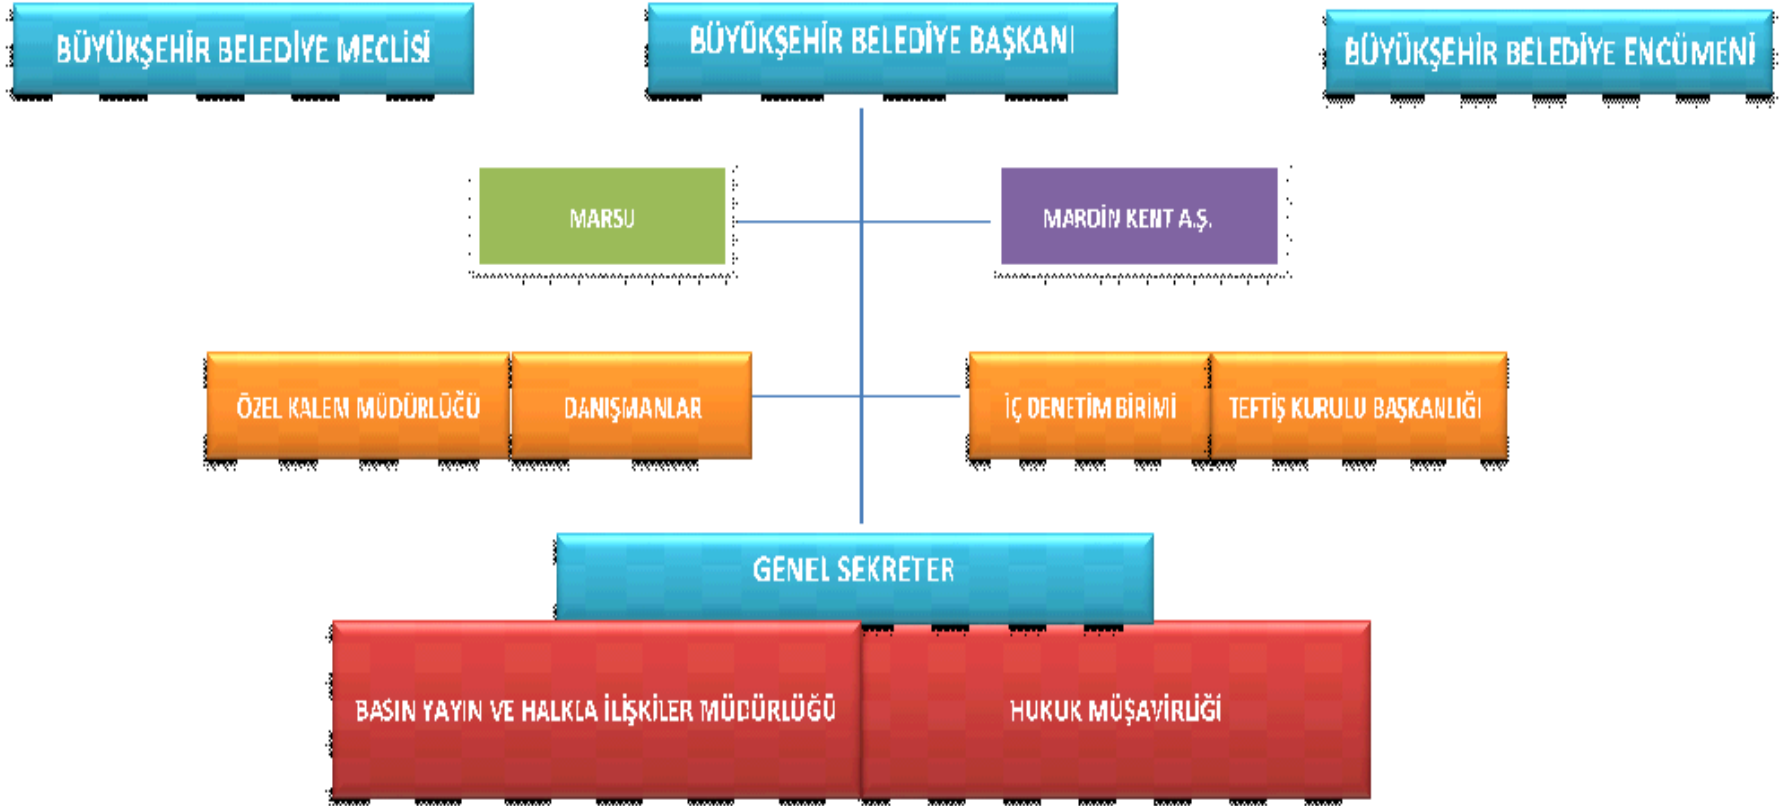 BÜYÜKŞEHİR BELEDİYE MECLİSİ
BÜYÜKŞEHİR BELEDİYE BAŞKANI
BÜYÜKŞEHİR BELEDİYE ENCÜMENİ
MARSU
MARDİN KENT A.Ş.
ÖZEL KALEM MÜDÜRLÜĞÜ
DANIŞMANLAR
İÇ DENETİM BİRİMİ
TEFTİŞ KURULU BAŞKANLIĞI
GENEL SEKRETER
BASIN YAYIN VE HALKLA İLİŞKİLER MÜDÜRLÜĞÜ
HUKUK MÜŞAVİRLİĞİ